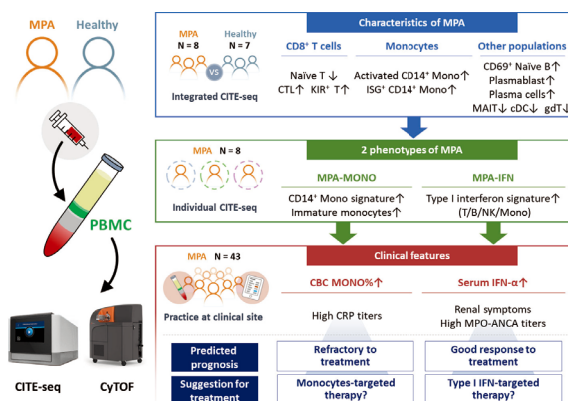 MPA
Healthy
PBMC
CITE-seq
CyTOF
Characteristics of MPA
MPA
N = 8
Healthy
N = 7
VS
Integrated CITE-seq
CD8⁺ T cells
Naïve T ↓
CTL↑ KIR⁺ T↑
Monocytes
Activated CD14⁺ Mono↑
ISG⁺ CD14⁺ Mono↑
Other populations
CD69⁺ Naïve B↑
Plasmablast↑
Plasma cells↑
MAIT↓ cDC↓ gdT↓
2 phenotypes of MPA
MPA N = 8
Individual CITE-seq
MPA-MONO
CD14⁺ Mono signature↑
Immature monocytes↑
MPA-IFN
Type I interferon signature↑
(T/B/NK/Mono)
Clinical features
MPA N = 43
Practice at clinical site
CBC MONO%↑
High CRP titers
Serum IFN-α↑
Renal symptoms
High MPO-ANCA titers
Predicted
prognosis
Refractory to
treatment
Good response to
treatment
Suggestion for
treatment
Monocytes-targeted
therapy?
Type I IFN-targeted
therapy?